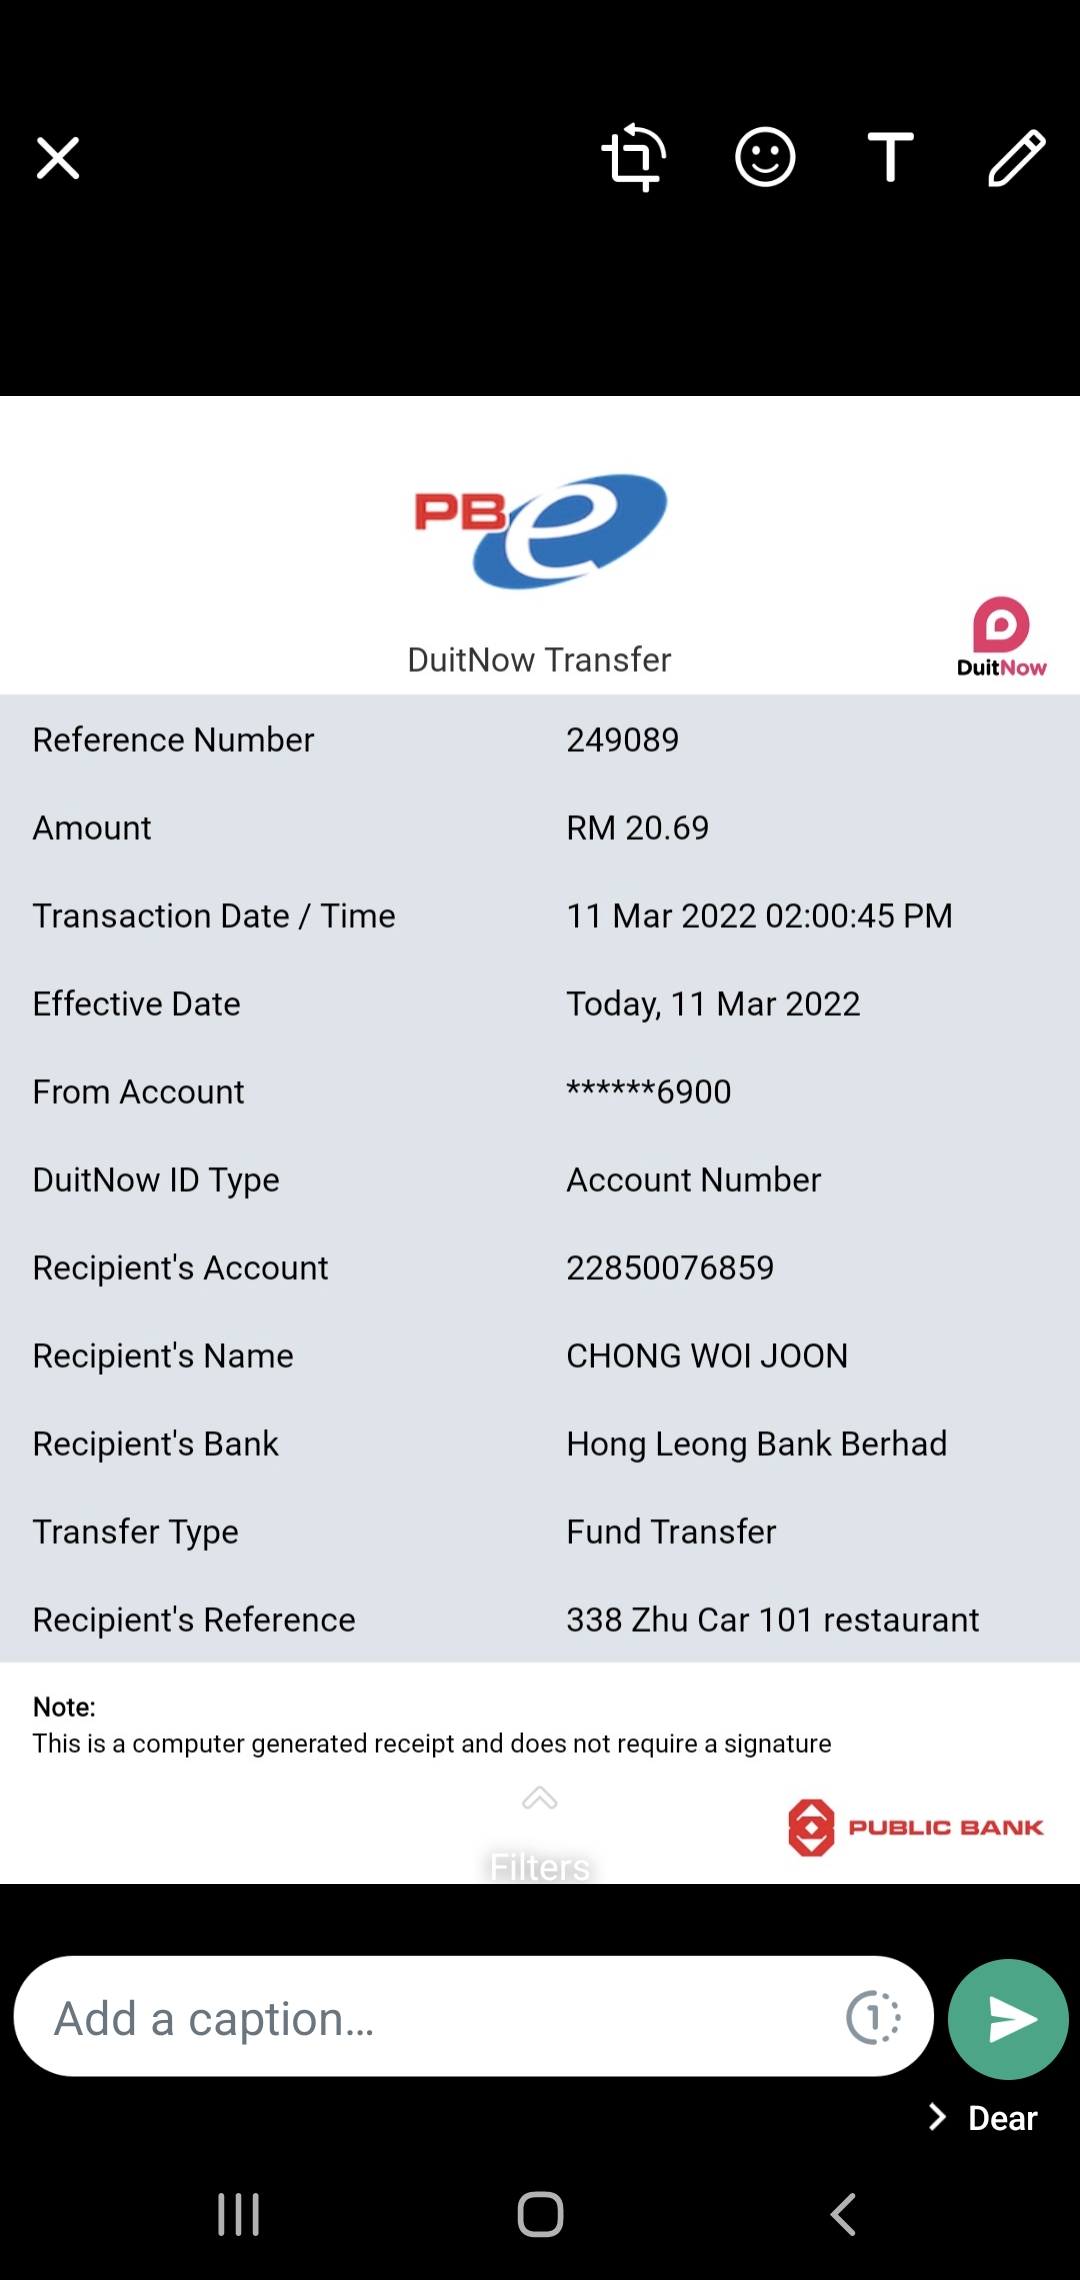 T
PBe
DuitNow Transfer
DuitNow
Reference Number 249089
Amount RM 20.69
Transaction Date / Time 11 Mar 2022 02:00:45 PM
Effective Date Today, 11 Mar 2022
From Account ******6900
DuitNow ID Type Account Number
Recipient's Account 22850076859
Recipient's Name CHONG WOI JOON
Recipient's Bank Hong Leong Bank Berhad
Transfer Type Fund Transfer
Recipient's Reference 338 Zhu Car 101 restaurant
Note:
This is a computer generated receipt and does not require a signature
PUBLIC BANK
Filters
Add a caption... 1
Dear